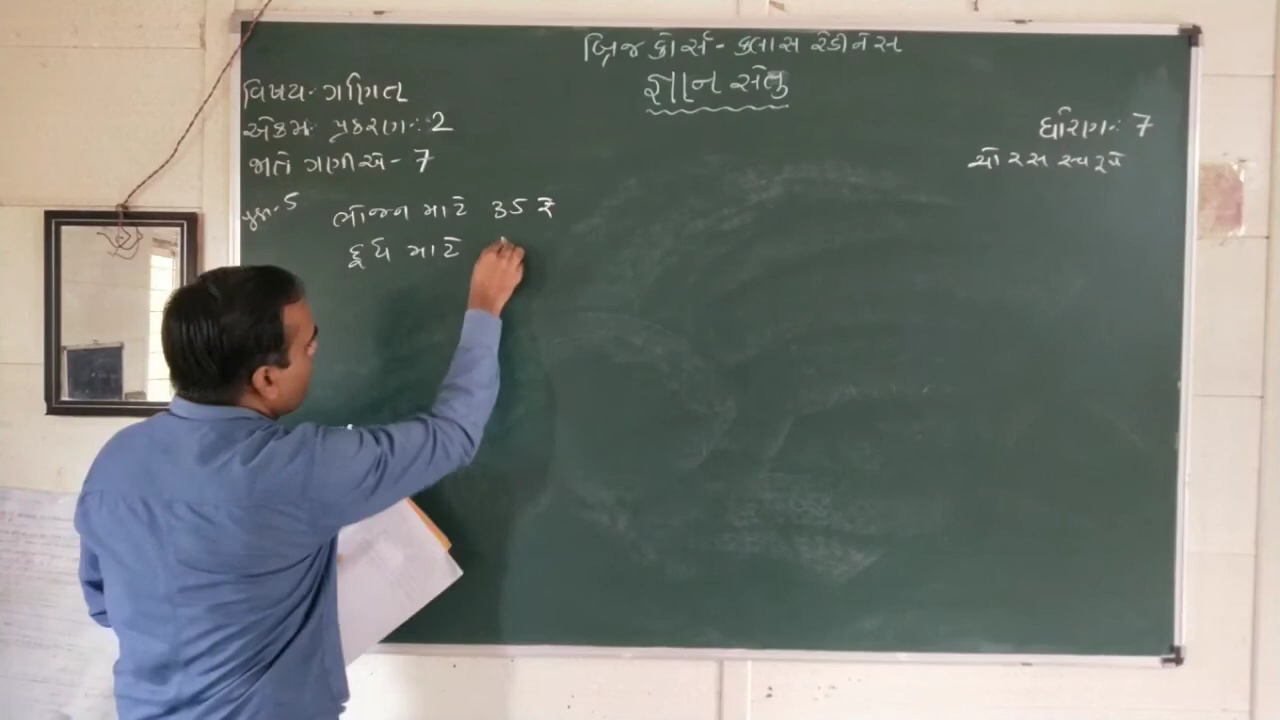 બ્રિજ કોર્સ - ક્લાસ રેડીનેસ
જ્ઞાન સેતુ
વિષય - ગણિત
એકમ: પ્રકરણ : 2
જાતે ગણીએ - 7
ધોરણ : 7
ચોરસ સ્વરૂપે
ભોજન માટે 35 ₹
દૂધ માટે